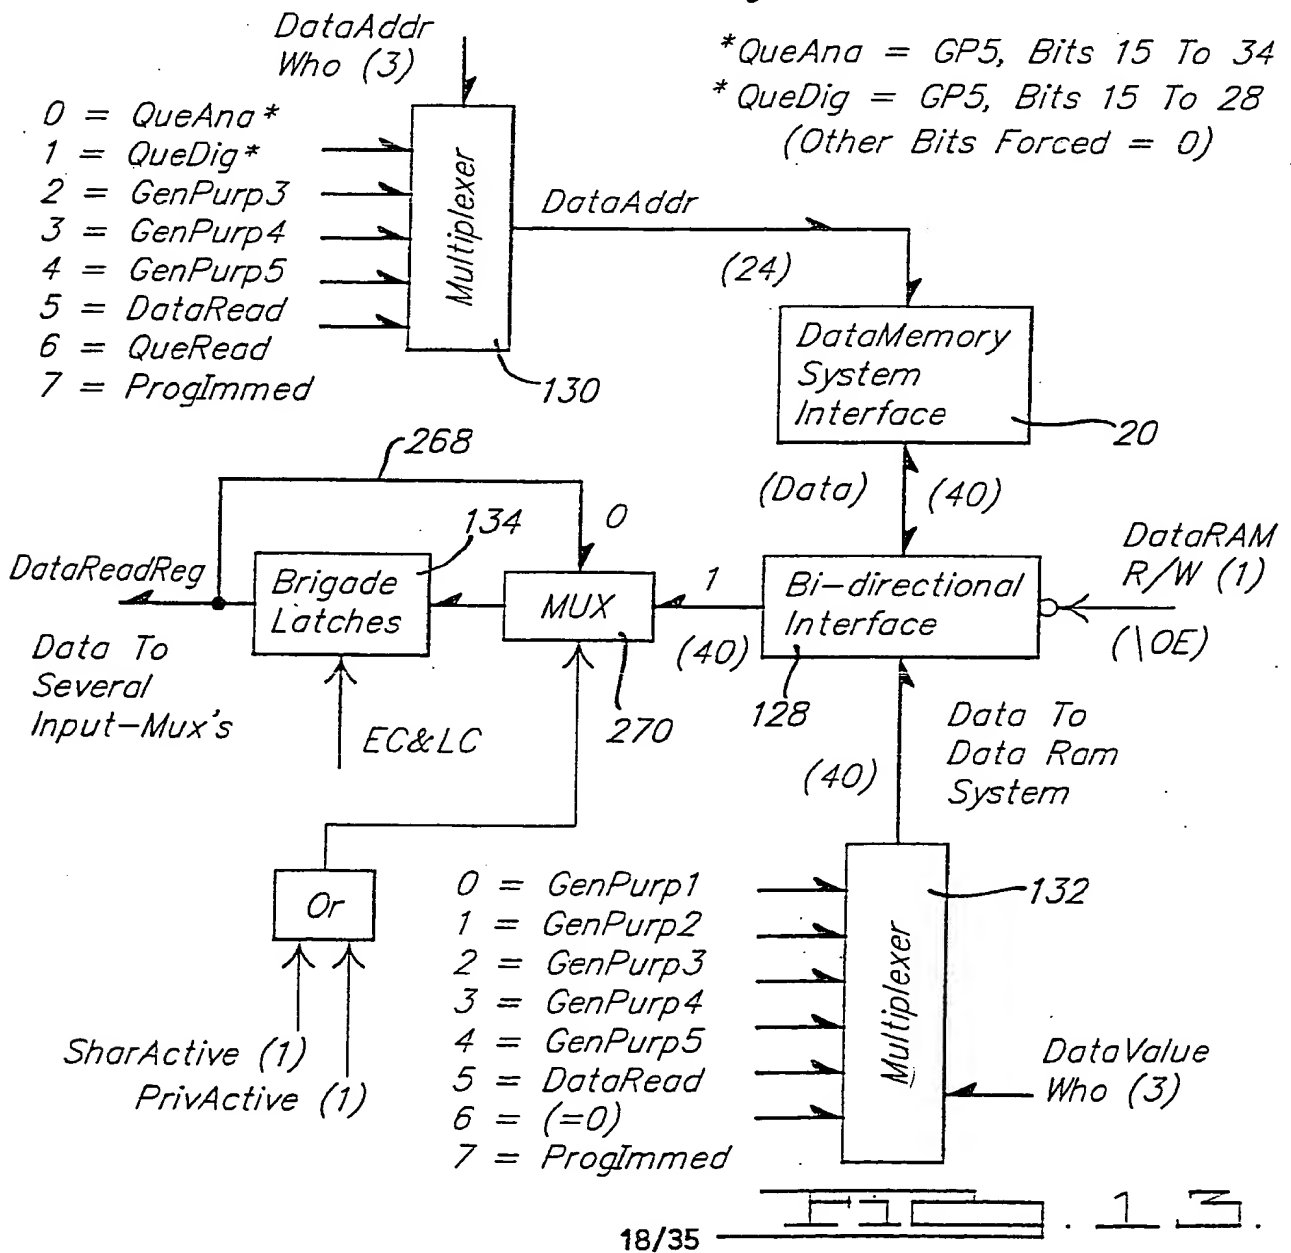 DataAddr
Who (3)
*QueAna = GP5, Bits 15 To 34
*QueDig = GP5, Bits 15 To 28
(Other Bits Forced = 0)
0 = QueAna*
1 = QueDig*
2 = GenPurp3
3 = GenPurp4
4 = GenPurp5
5 = DataRead
6 = QueRead
7 = ProgImmed
Multiplexer
130
DataAddr
(24)
DataMemory
System
Interface
20
268
(Data)
(40)
134
0
DataReadReg
Brigade
Latches
MUX
1
(40)
Bi-directional
Interface
DataRAM
R/W (1)
(\OE)
Data To
Several
Input-Mux's
EC&LC
270
128
Data To
Data Ram
System
(40)
Or
SharActive (1)
PrivActive (1)
0 = GenPurp1
1 = GenPurp2
2 = GenPurp3
3 = GenPurp4
4 = GenPurp5
5 = DataRead
6 = (=0)
7 = ProgImmed
Multiplexer
132
DataValue
Who (3)
18/35